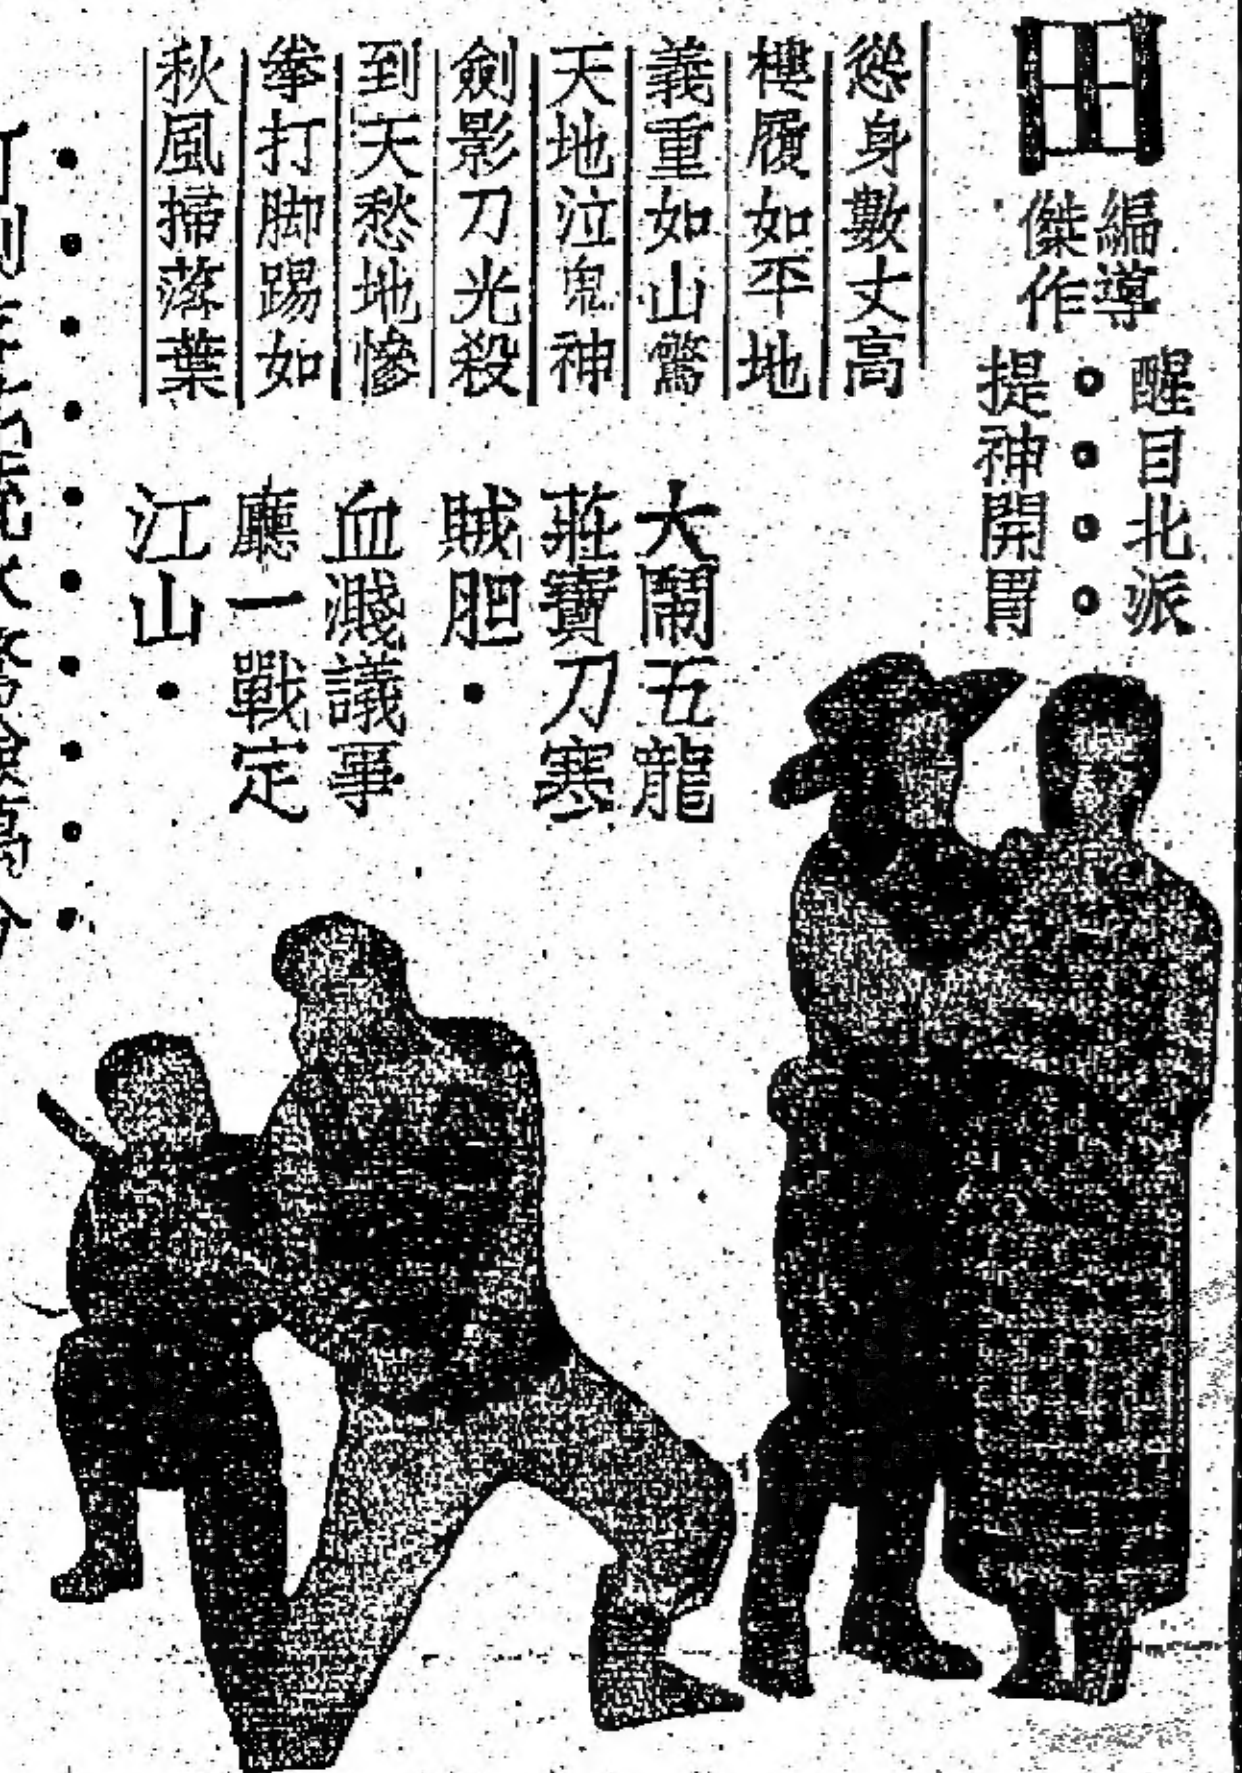 田
編導
傑作
醒目北派
提神開胃
身數丈高
樓履如平地
義重如山驚
天地泣鬼神
劍影刀光殺
到天愁地慘
拳打脚踢如
秋風掃落葉
大鬧五龍
莊寶刀寒
賊胆・
血濺議事
廳一戰定
江山・